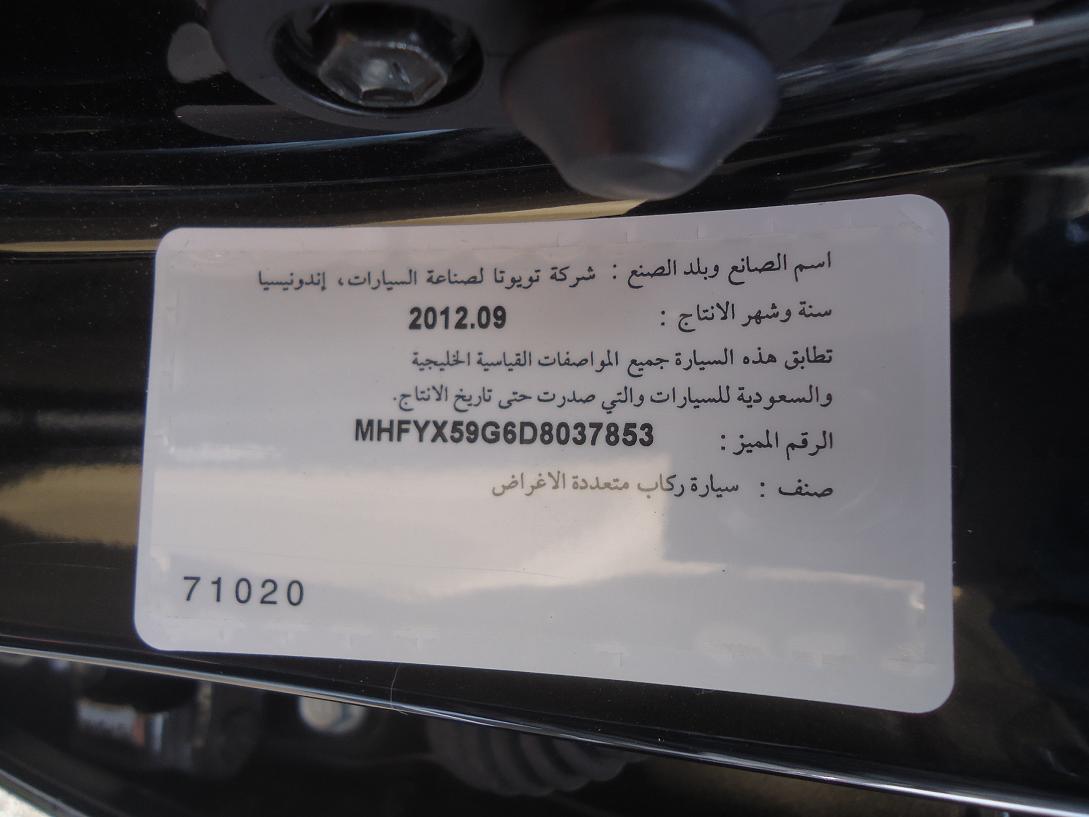 اسم الصانع وبلد الصنع : شركة تويوتا لصناعة السيارات، إندونيسيا
سنة وشهر الانتاج : 2012.09
تطابق هذه السيارة جميع المواصفات القياسية الخليجية
والسعودية للسيارات والتي صدرت حتى تاريخ الانتاج.
الرقم المميز : MHFYX59G6D8037853
صنف : سيارة ركاب متعددة الاغراض
71020